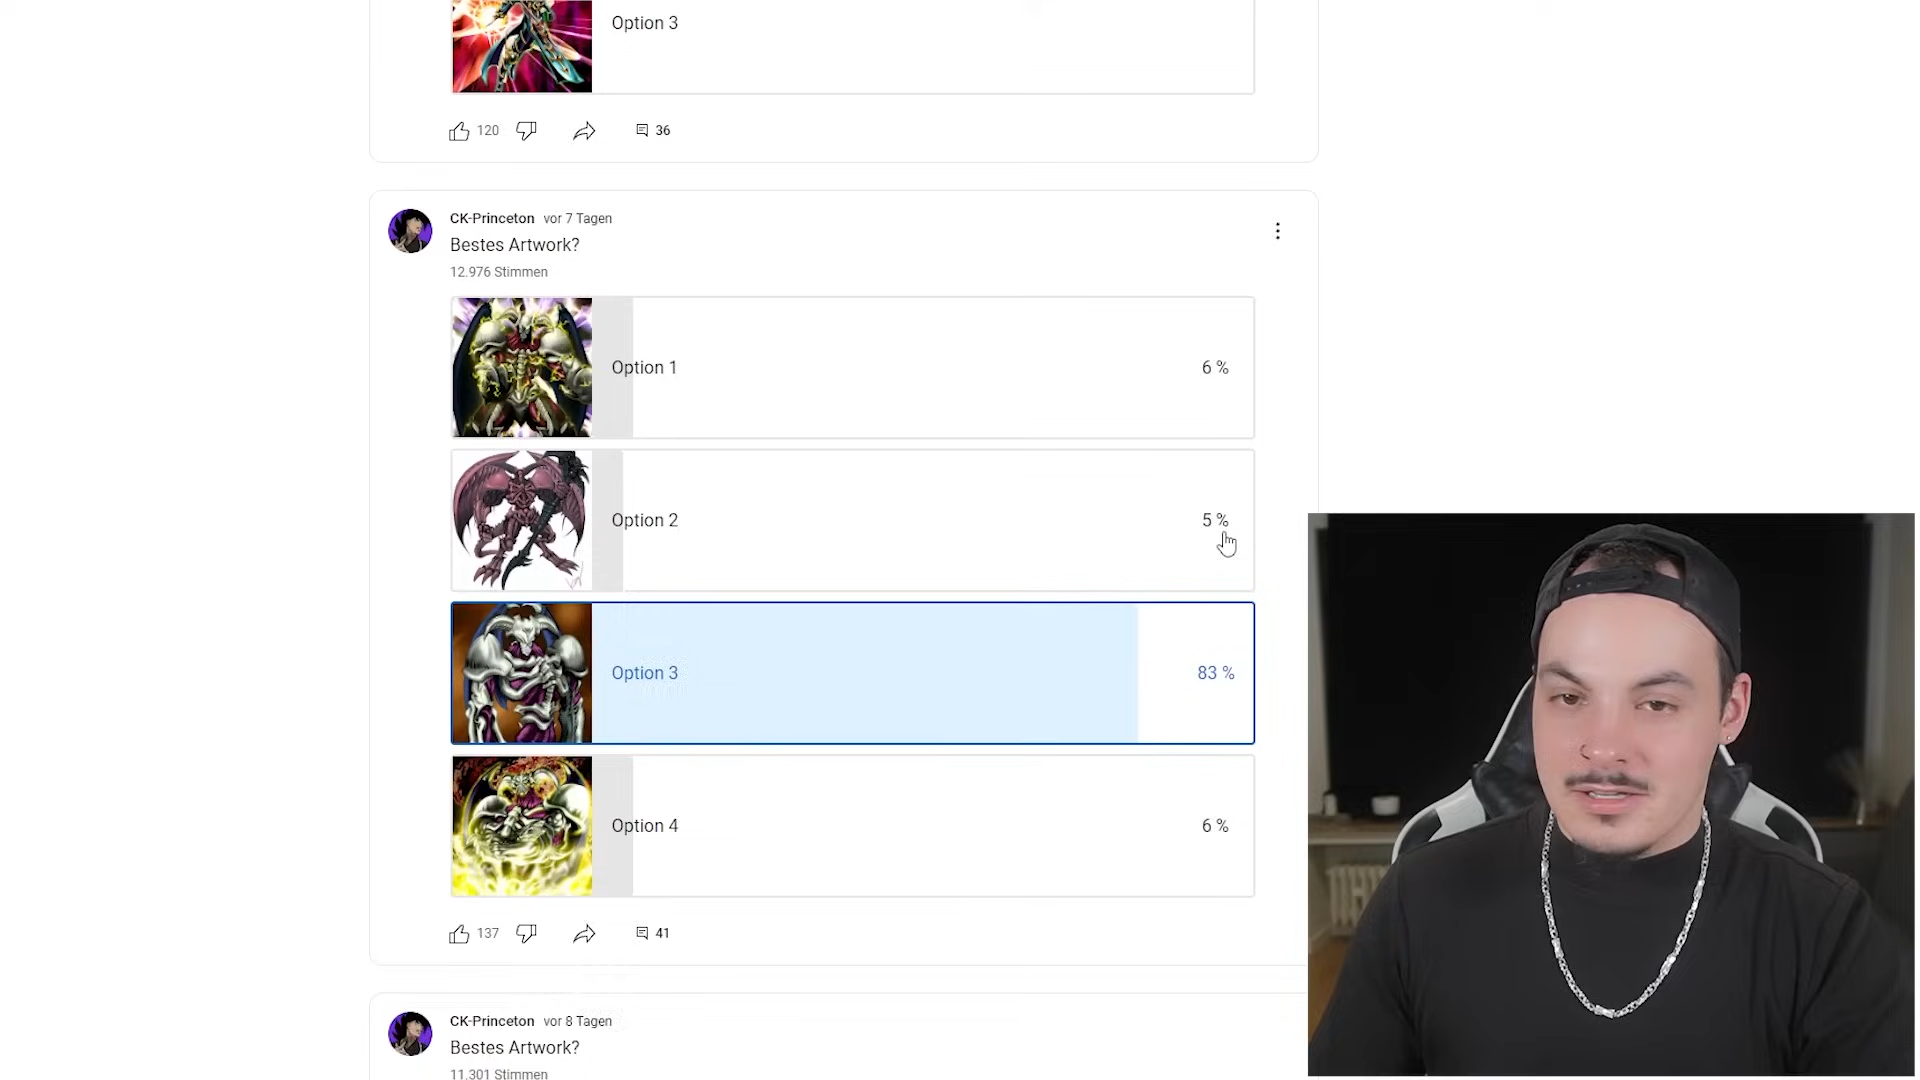 Option 3
120
36
CK-Princeton vor 7 Tagen
Bestes Artwork?
12.976 Stimmen
Option 1
6 %
Option 2
5 %
Option 3
83 %
Option 4
6 %
137
41
CK-Princeton vor 8 Tagen
Bestes Artwork?
11.301 Stimmen